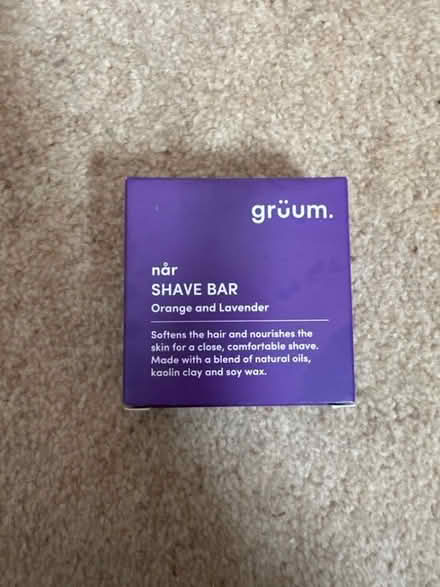 grüum.
når
SHAVE BAR
Orange and Lavender
Softens the hair and nourishes the
skin for a close, comfortable shave.
Made with a blend of natural oils,
kaolin clay and soy wax.